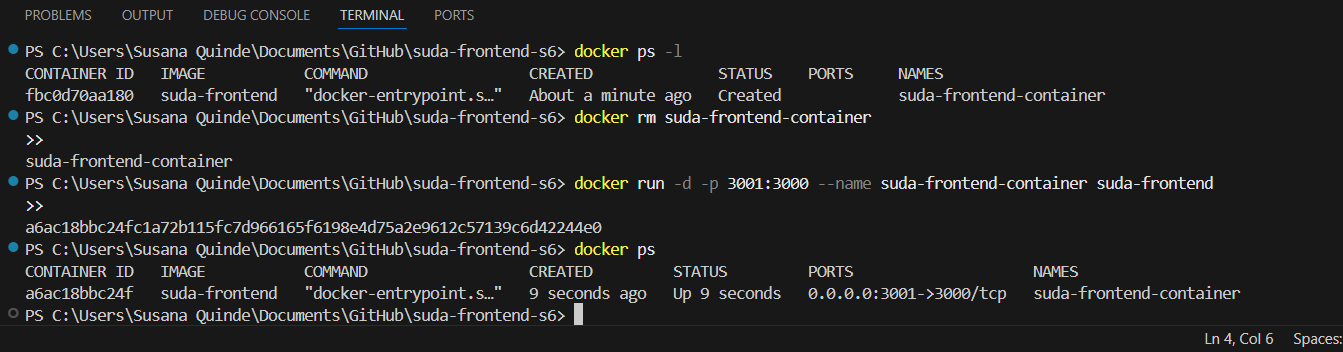 PROBLEMS OUTPUT DEBUG CONSOLE TERMINAL PORTS
PS C:\Users\Susana Quinde\Documents\GitHub\suda-frontend-s6> docker ps -l
CONTAINER ID IMAGE COMMAND CREATED STATUS PORTS NAMES
fbc0d70aa180 suda-frontend "docker-entrypoint.s…" About a minute ago Created suda-frontend-container
PS C:\Users\Susana Quinde\Documents\GitHub\suda-frontend-s6> docker rm suda-frontend-container
>>
suda-frontend-container
PS C:\Users\Susana Quinde\Documents\GitHub\suda-frontend-s6> docker run -d -p 3001:3000 --name suda-frontend-container suda-frontend
>>
a6ac18bbc24fc1a72b115fc7d966165f6198e4d75a2e9612c57139c6d42244e0
PS C:\Users\Susana Quinde\Documents\GitHub\suda-frontend-s6> docker ps
CONTAINER ID IMAGE COMMAND CREATED STATUS PORTS NAMES
a6ac18bbc24f suda-frontend "docker-entrypoint.s…" 9 seconds ago Up 9 seconds 0.0.0.0:3001->3000/tcp suda-frontend-container
PS C:\Users\Susana Quinde\Documents\GitHub\suda-frontend-s6>
Ln 4, Col 6 Spaces: